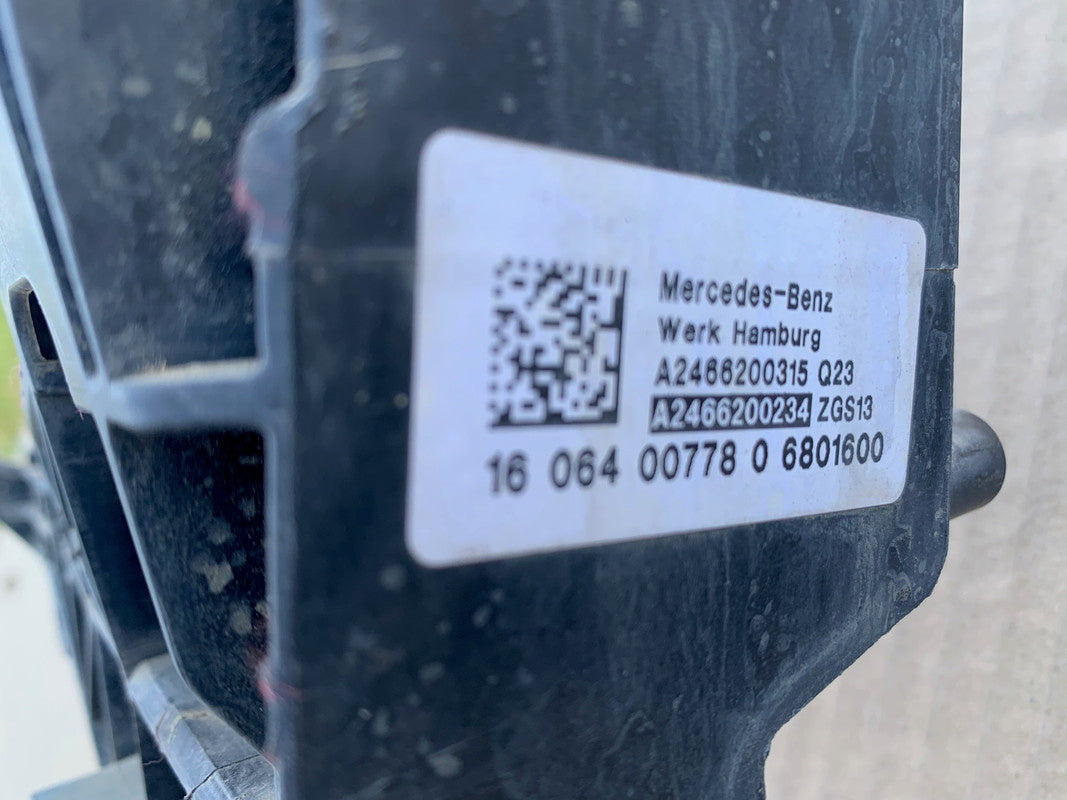 Mercedes-Benz
Werk Hamburg
A2466200315 Q23
A2466200234 ZGS13
16 064 00778 0 6801600